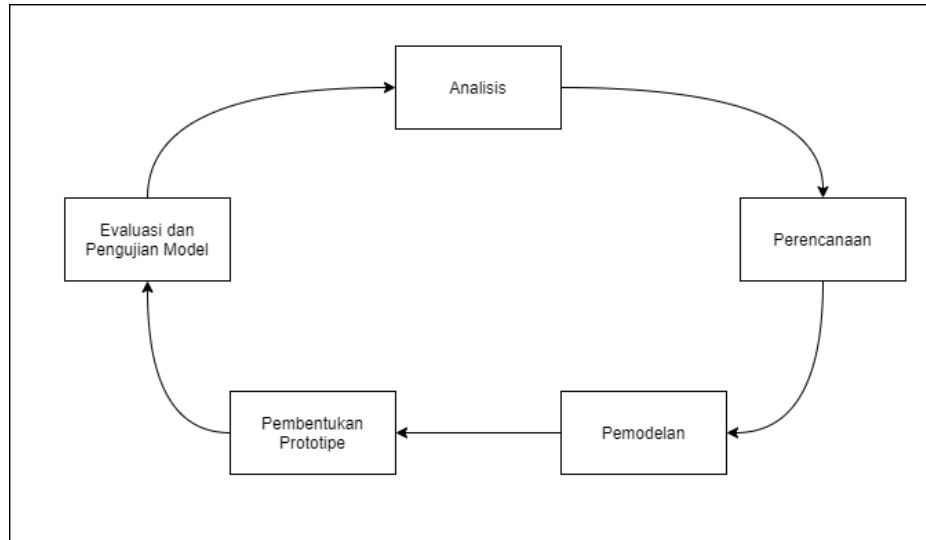 Analisis
Perencanaan
Pemodelan
Pembentukan
Prototipe
Evaluasi dan
Pengujian Model